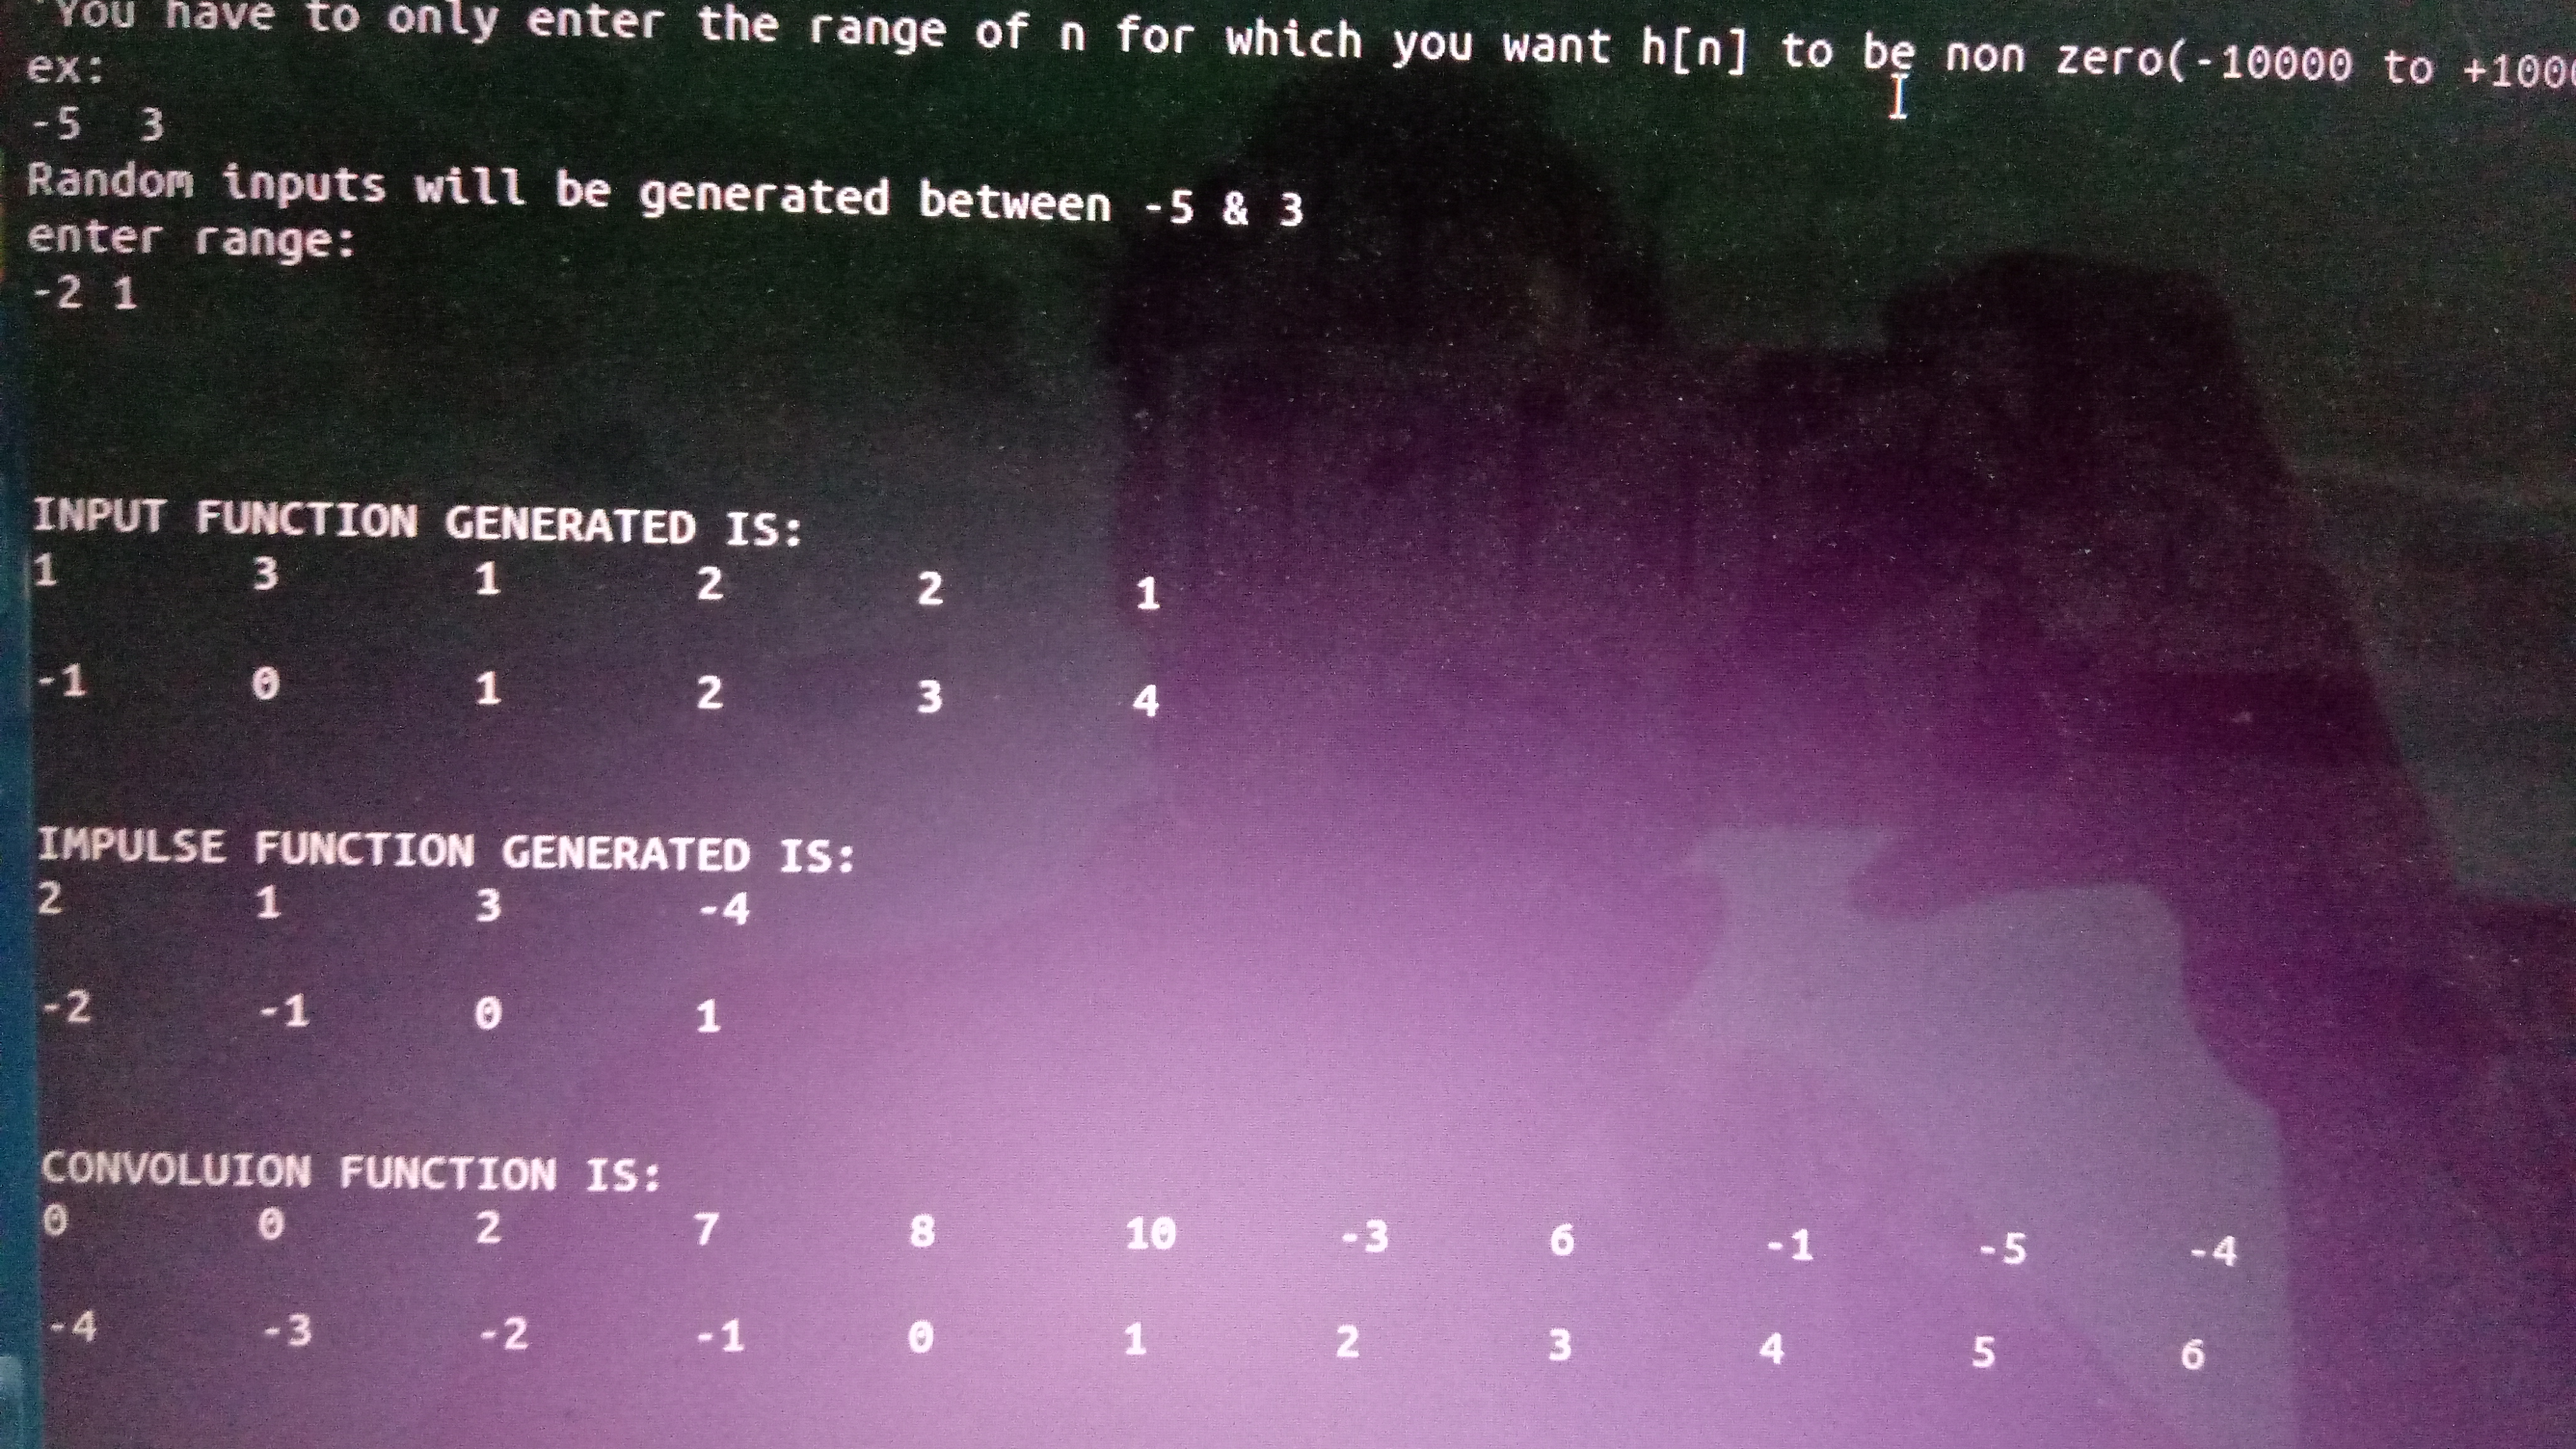 You have to only enter the range of n for which you want h[n] to be non zero(-10000 to +100
ex:
-5  3
Random inputs will be generated between -5 & 3
enter range:
-2 1
INPUT FUNCTION GENERATED IS:
1 3 1 2 2 1
-1 0 1 2 3 4
IMPULSE FUNCTION GENERATED IS:
2 1 3 -4
-2 -1 0 1
CONVOLUION FUNCTION IS:
0 0 2 7 8 10 -3 6 -1 -5 -4
-4 -3 -2 -1 0 1 2 3 4 5 6